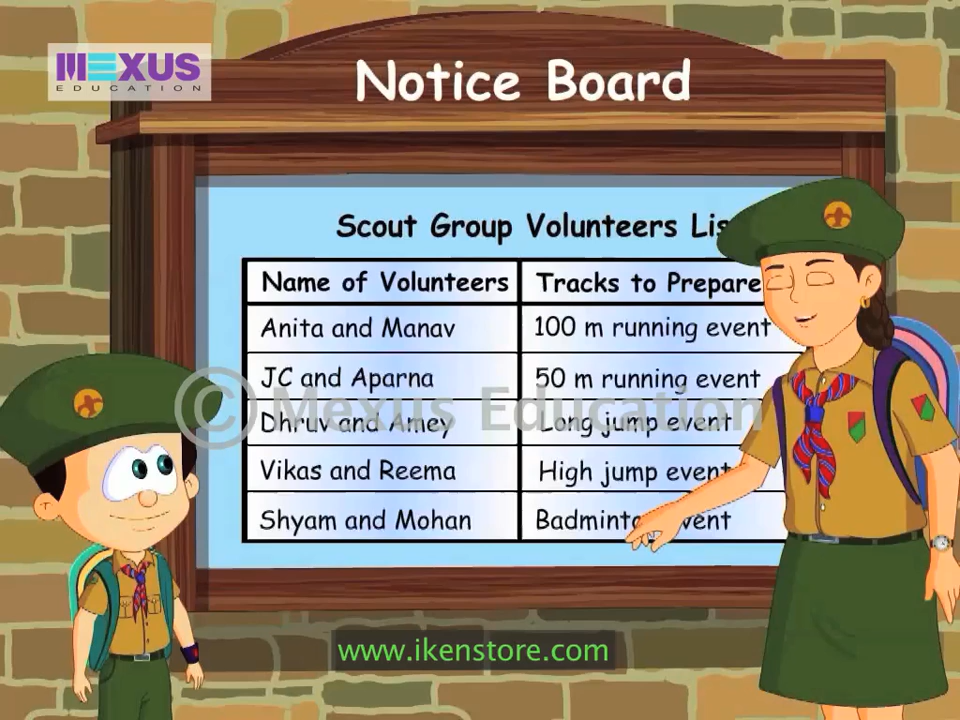 MEXUS
EDUCATION
Notice Board
Scout Group Volunteers
Name of Volunteers Tracks to Prepare
Anita and Manav 100 m running event
JC and Aparna 50 m running event
© Mexus Education
Dhruv and Amey Long jump event
Vikas and Reema High jump event
Shyam and Mohan
www.ikenstore.com